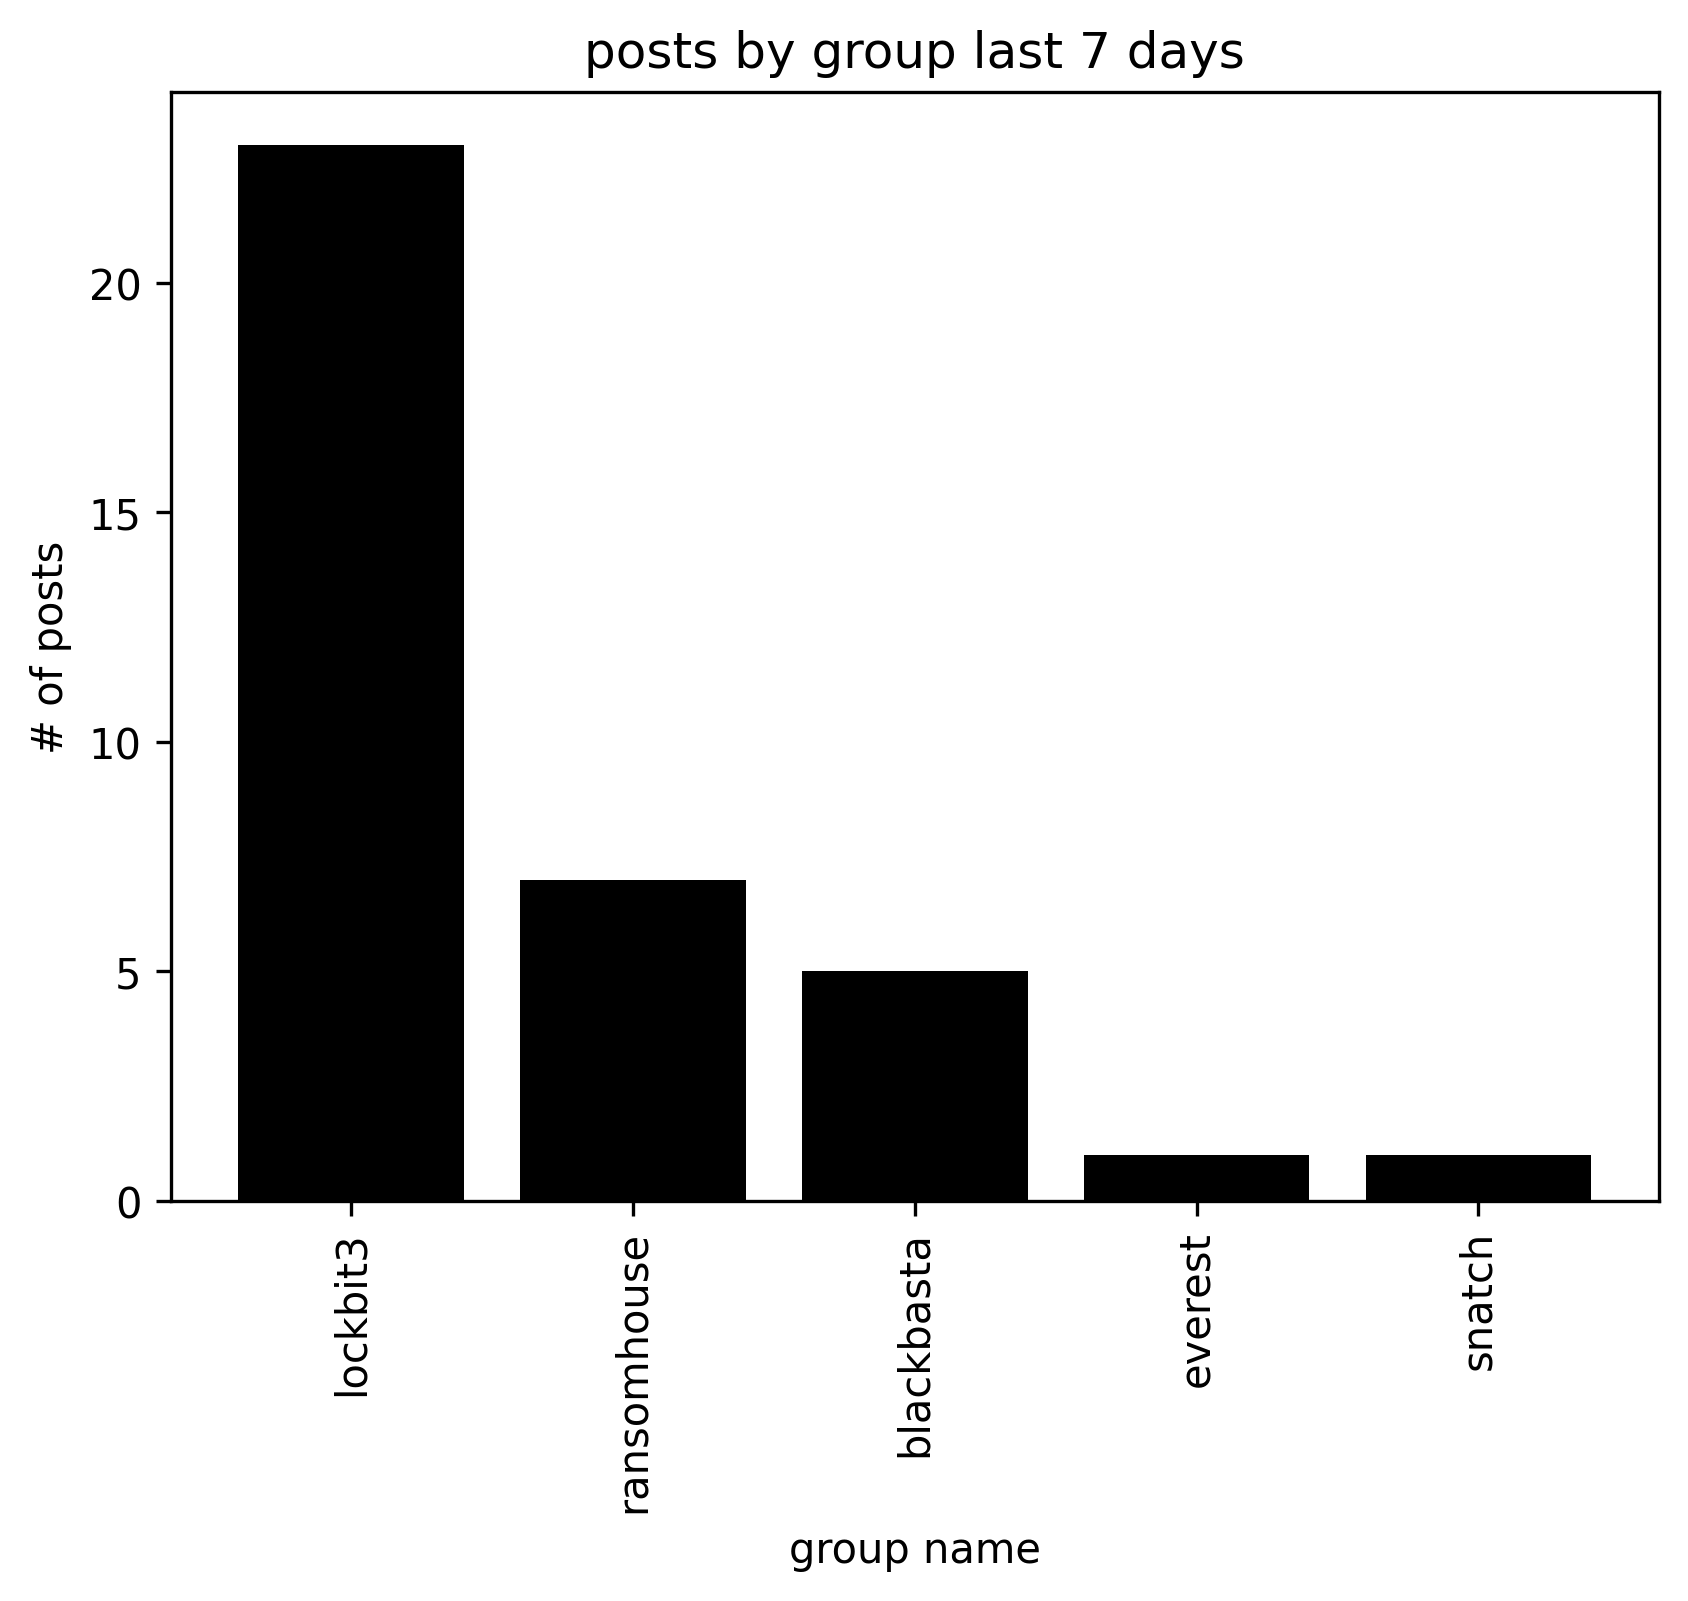 posts by group last 7 days
# of posts
20
15
10
5
0
lockbit3
ransomhouse
blackbasta
everest
snatch
group name